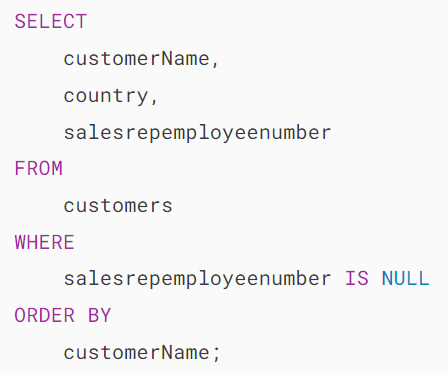 SELECT
    customerName,
    country,
    salesrepemployeenumber
FROM
    customers
WHERE
    salesrepemployeenumber IS NULL
ORDER BY
    customerName;